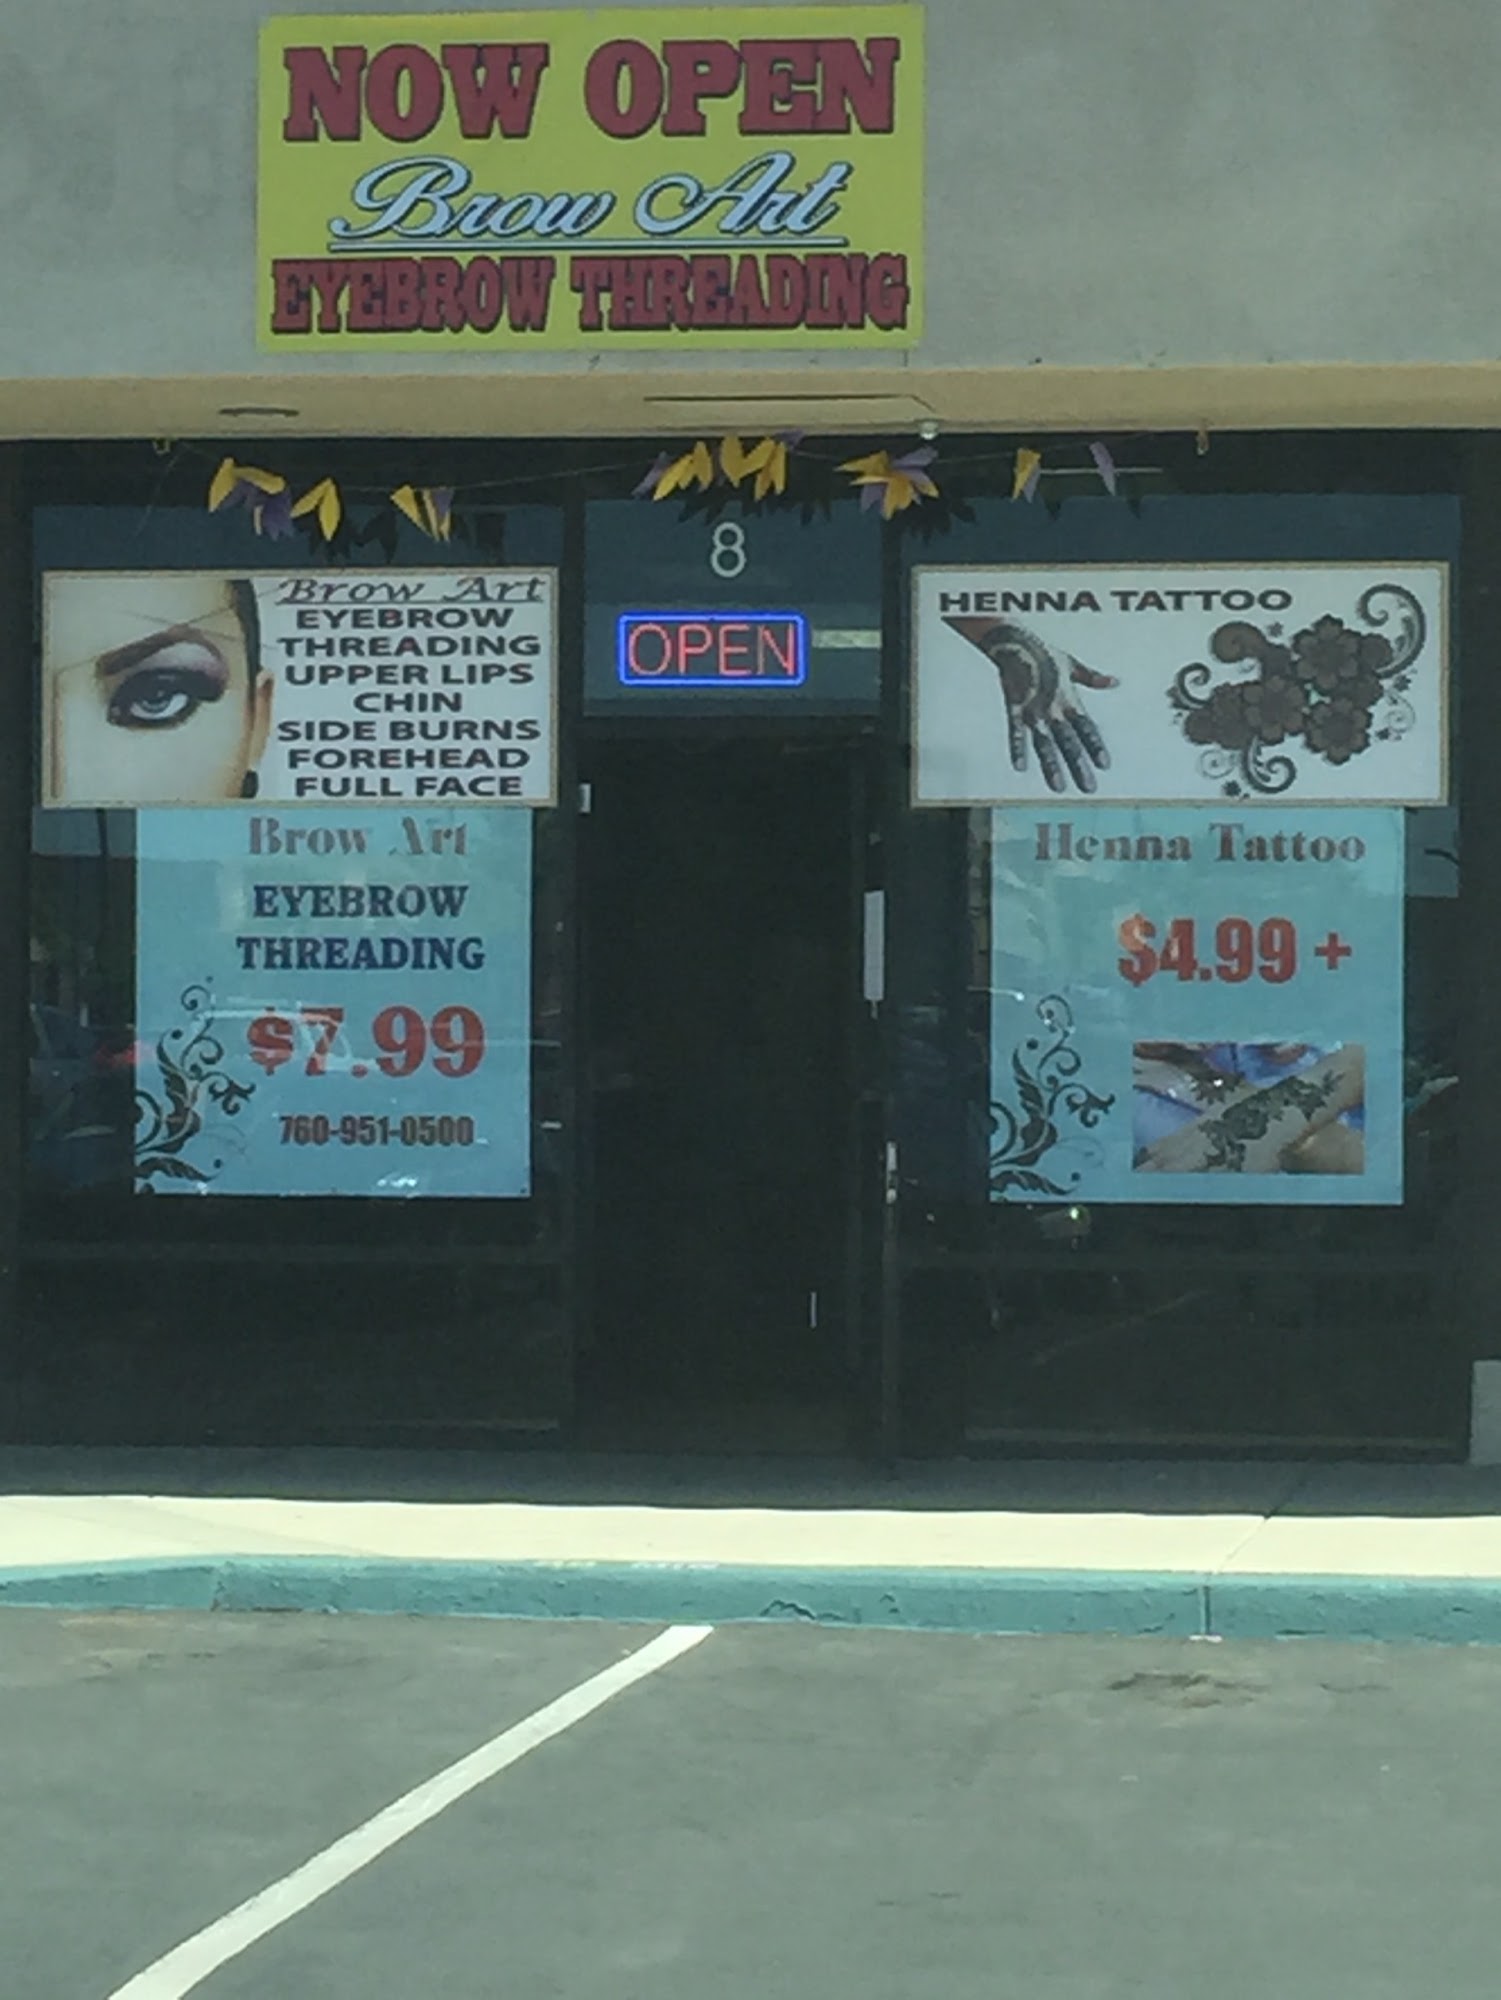 NOW OPEN
Brow Art
EYEBROW THREADING
8
OPEN
Brow Art
EYEBROW
THREADING
UPPER LIPS
CHIN
SIDE BURNS
FOREHEAD
FULL FACE
Brow Art
EYEBROW
THREADING
$7.99
760-951-0500
HENNA TATTOO
Henna Tattoo
$4.99 +